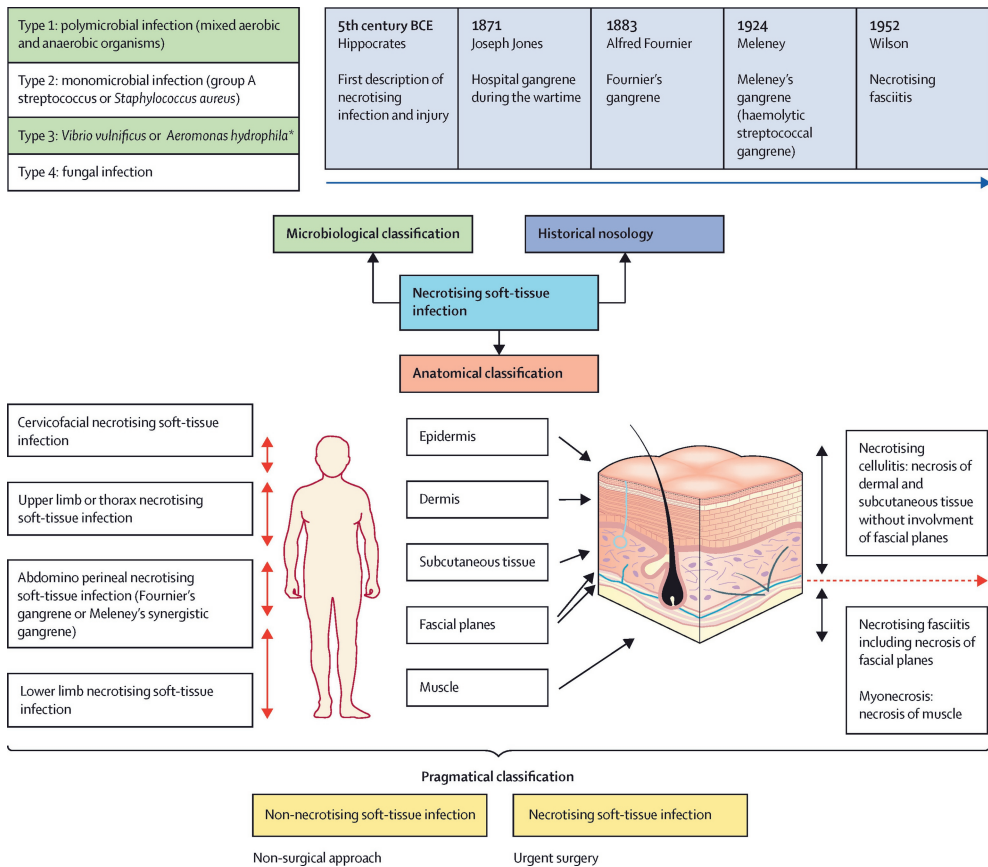 Type 1: polymicrobial infection (mixed aerobic
and anaerobic organisms)
Type 2: monomicrobial infection (group A
streptococcus or Staphylococcus aureus)
Type 3: Vibrio vulnificus or Aeromonas hydrophila*
Type 4: fungal infection
5th century BCE
Hippocrates
First description of
necrotising
infection and injury
1871
Joseph Jones
Hospital gangrene
during the wartime
1883
Alfred Fournier
Fournier's
gangrene
1924
Meleney
Meleney's
gangrene
(haemolytic
streptococcal
gangrene)
1952
Wilson
Necrotising
fasciitis
Microbiological classification
Historical nosology
Necrotising soft-tissue
infection
Anatomical classification
Cervicofacial necrotising soft-tissue
infection
Upper limb or thorax necrotising
soft-tissue infection
Abdomino perineal necrotising
soft-tissue infection (Fournier's
gangrene or Meleney's synergistic
gangrene)
Lower limb necrotising soft-tissue
infection
Epidermis
Dermis
Subcutaneous tissue
Fascial planes
Muscle
Necrotising
cellulitis: necrosis of
dermal and
subcutaneous tissue
without involvment
of fascial planes
Necrotising fasciitis
including necrosis of
fascial planes
Myonecrosis:
necrosis of muscle
Pragmatical classification
Non-necrotising soft-tissue infection
Necrotising soft-tissue infection
Non-surgical approach
Urgent surgery